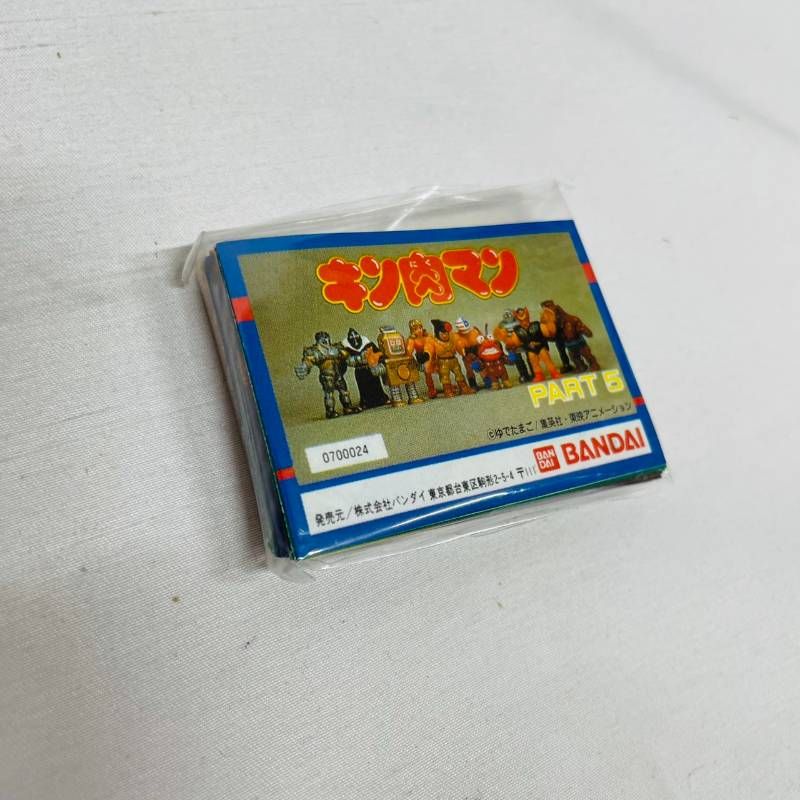 キン肉マン
PART 5
©ゆでたまご/集英社・東映アニメーション
0700024
BAN
DAI
BANDAI
発売元/株式会社バンダイ 東京都台東区駒形2-5-4 〒111